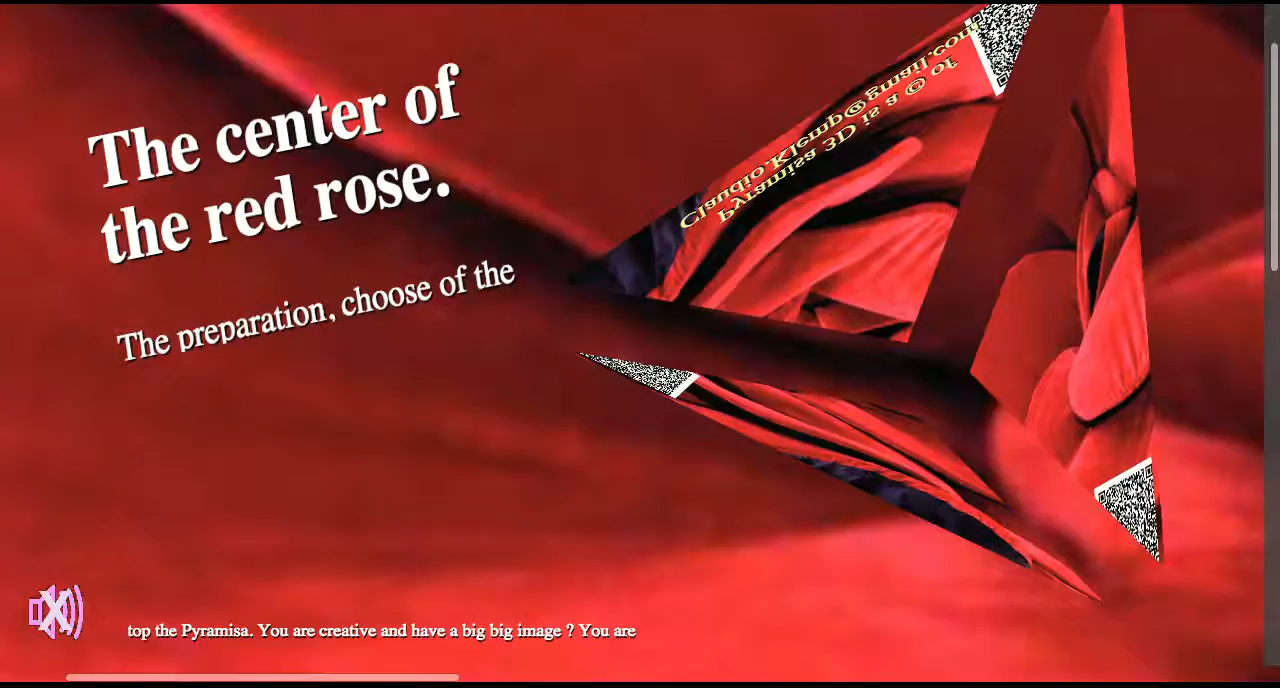 The center of
the red rose.
The preparation, choose of the
Claudio.Klemp@gmail.com
Pyramisa 3D is a © of
top the Pyramisa. You are creative and have a big big image ? You are